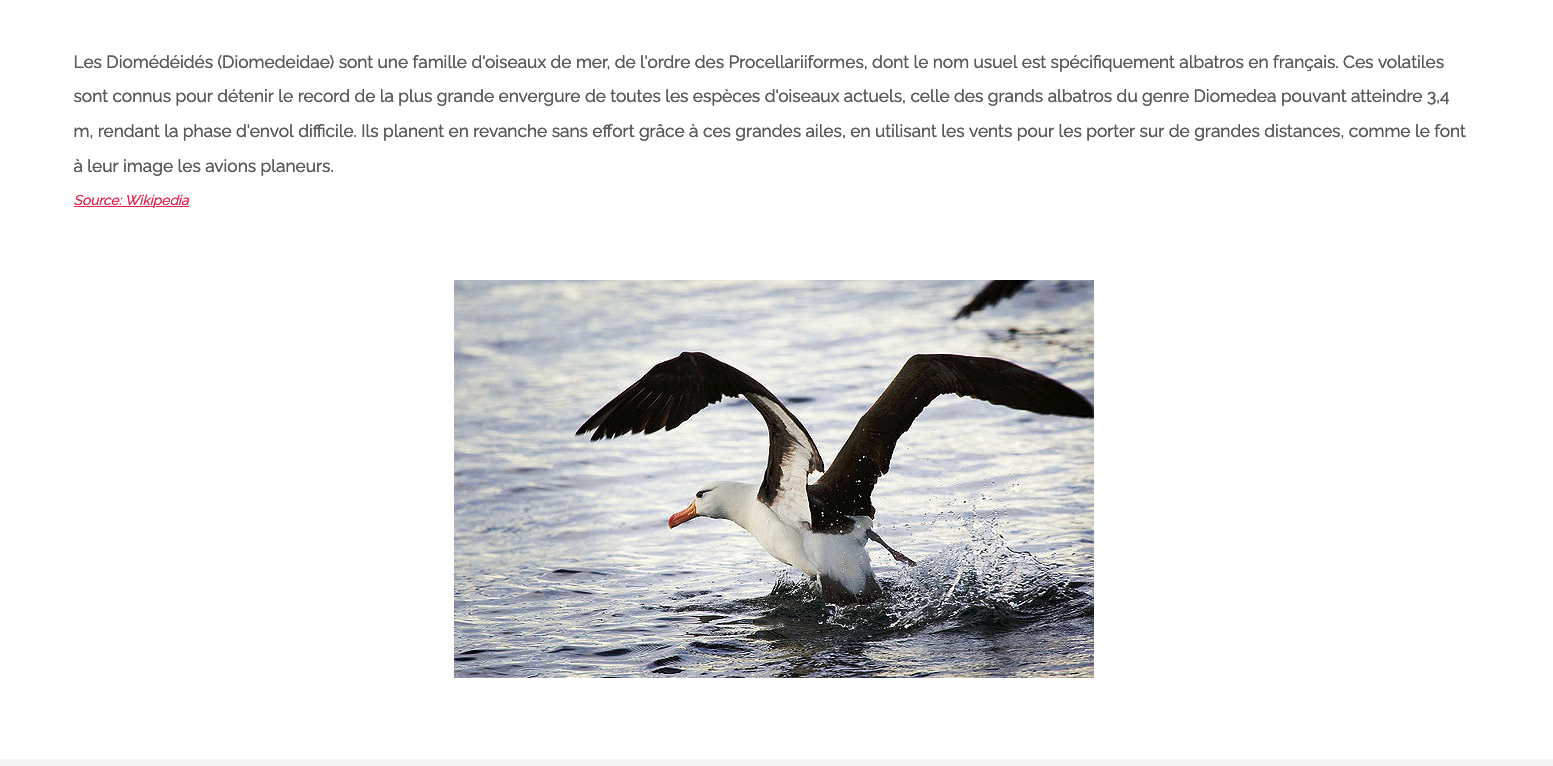 Les Diomédéidés (Diomedeidae) sont une famille d'oiseaux de mer, de l'ordre des Procellariiformes, dont le nom usuel est spécifiquement albatros en français. Ces volatiles
sont connus pour détenir le record de la plus grande envergure de toutes les espèces d'oiseaux actuels, celle des grands albatros du genre Diomedea pouvant atteindre 3,4
m, rendant la phase d'envol difficile. Ils planent en revanche sans effort grâce à ces grandes ailes, en utilisant les vents pour les porter sur de grandes distances, comme le font
à leur image les avions planeurs.
Source: Wikipedia